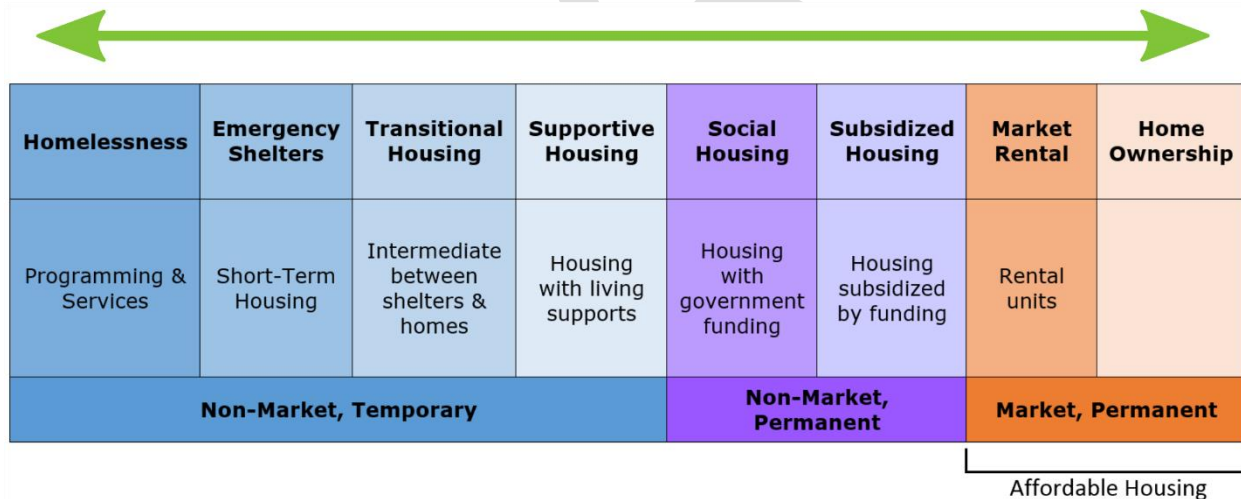 Homelessness
Emergency
Shelters
Transitional
Housing
Supportive
Housing
Social
Housing
Subsidized
Housing
Market
Rental
Home
Ownership
Programming &
Services
Short-Term
Housing
Intermediate
between
shelters &
homes
Housing
with living
supports
Housing
with
government
funding
Housing
subsidized
by funding
Rental
units
Non-Market, Temporary
Non-Market,
Permanent
Market, Permanent
Affordable Housing